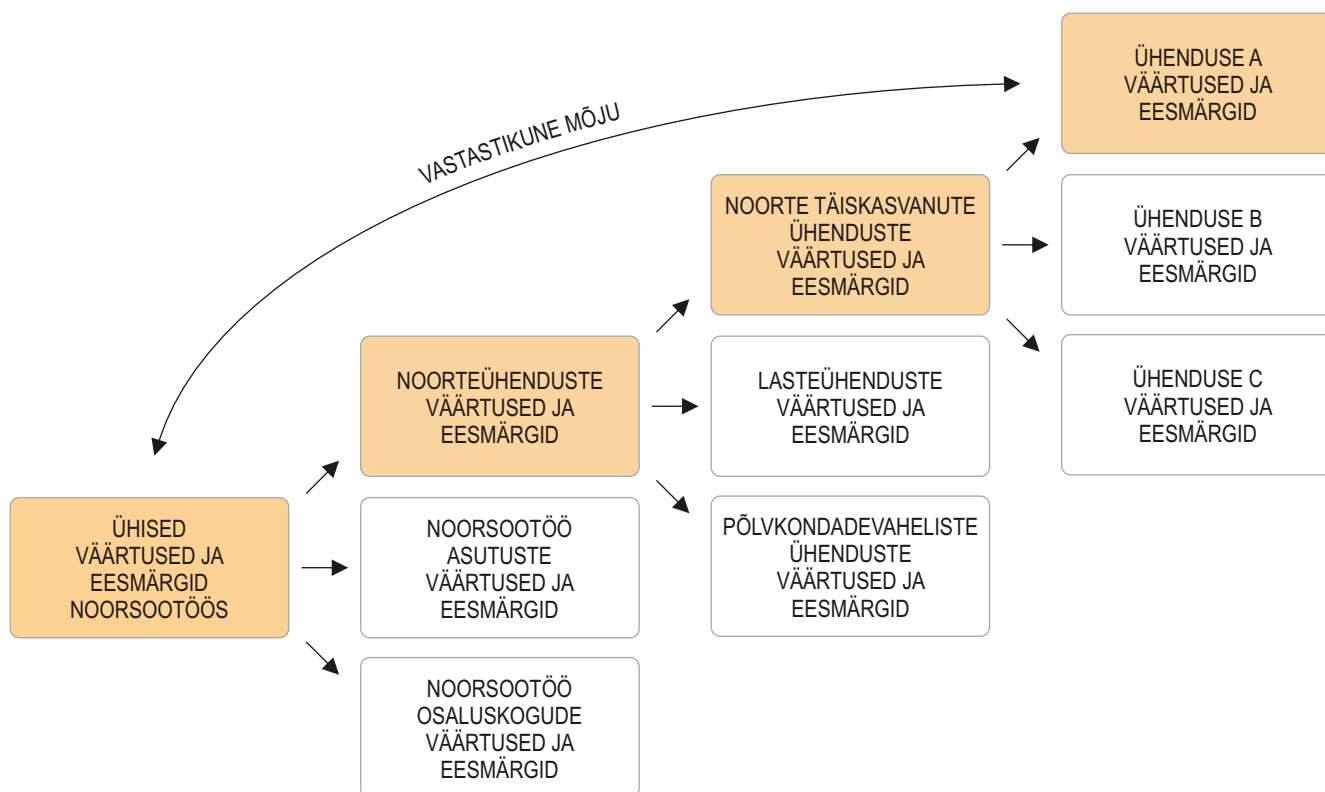 ÜHENDUSE A
VÄÄRTUSED JA
EESMÄRGID
VASTASTIKUNE MÕJU
NOORTE TÄISKASVANUTE
ÜHENDUSTE
VÄÄRTUSED JA
EESMÄRGID
ÜHENDUSE B
VÄÄRTUSED JA
EESMÄRGID
NOORTEÜHENDUSTE
VÄÄRTUSED JA
EESMÄRGID
LASTEÜHENDUSTE
VÄÄRTUSED JA
EESMÄRGID
ÜHENDUSE C
VÄÄRTUSED JA
EESMÄRGID
ÜHISED
VÄÄRTUSED JA
EESMÄRGID
NOORSOOTÖÖS
NOORSOOTÖÖ
ASUTUSTE
VÄÄRTUSED JA
EESMÄRGID
PÕLVKONDADEVAHELISTE
ÜHENDUSTE
VÄÄRTUSED JA
EESMÄRGID
NOORSOOTÖÖ
OSALUSKOGUDE
VÄÄRTUSED JA
EESMÄRGID